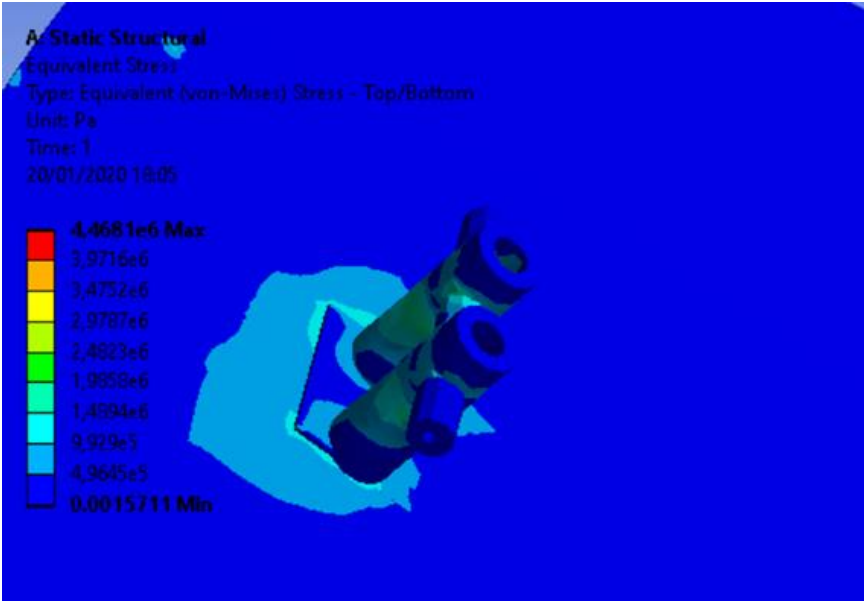 A: Static Structural
Equivalent Stress
Type: Equivalent (von-Mises) Stress - Top/Bottom
Unit: Pa
Time: 1
20/01/2020 18:05
4,4681e6 Max
3,9716e6
3,4752e6
2,9787e6
2,4823e6
1,9858e6
1,4894e6
9,929e5
4,9645e5
0,0015711 Min